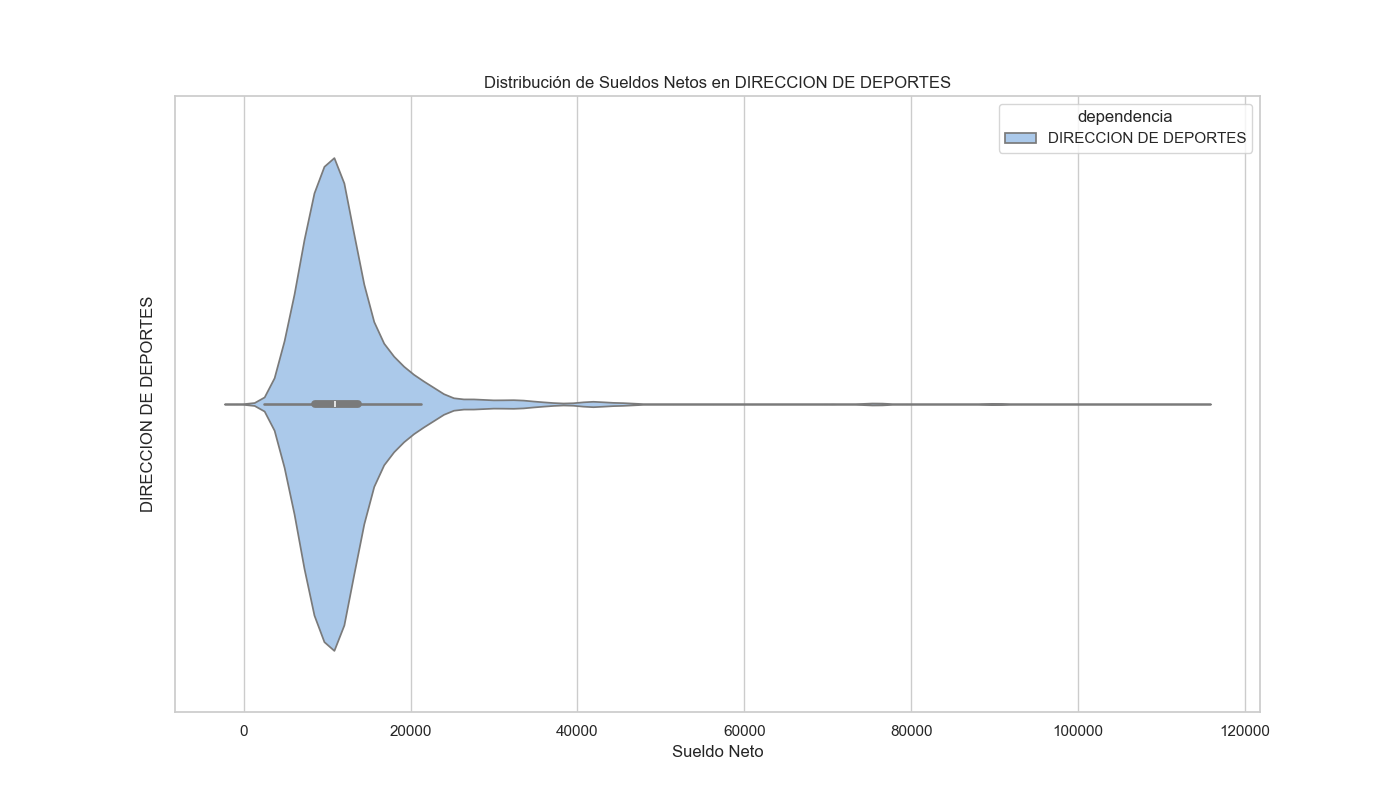 Distribución de Sueldos Netos en DIRECCION DE DEPORTES
dependencia
DIRECCION DE DEPORTES
DIRECCION DE DEPORTES
0
20000
40000
60000
80000
100000
120000
Sueldo Neto